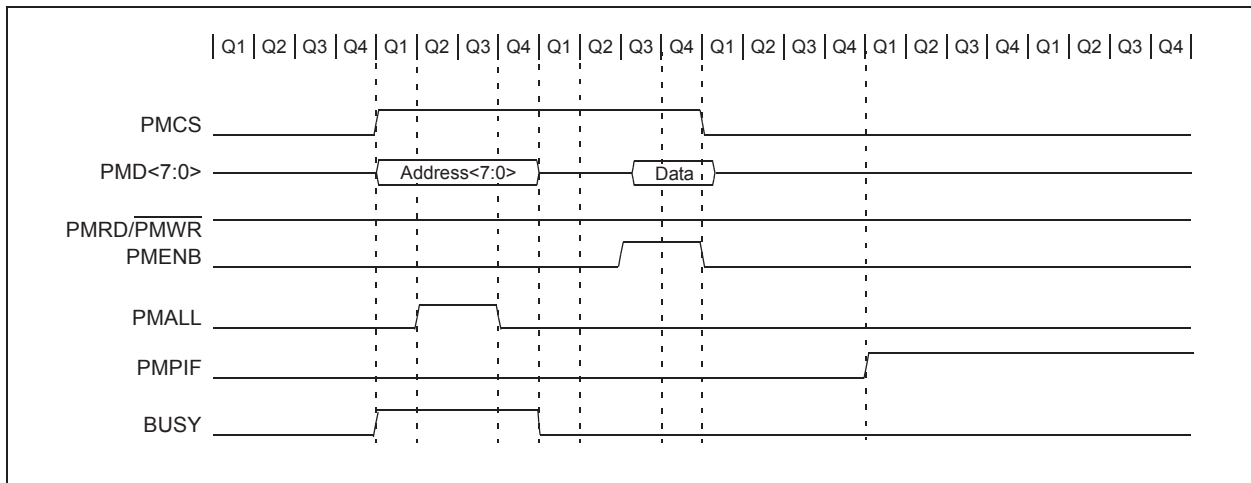 Q1 Q2 Q3 Q4 Q1 Q2 Q3 Q4 Q1 Q2 Q3 Q4 Q1 Q2 Q3 Q4 Q1 Q2 Q3 Q4 Q1 Q2 Q3 Q4
PMCS
PMD<7:0> Address<7:0> Data
PMRD/PMWR
PMENB
PMALL
PMPIF
BUSY